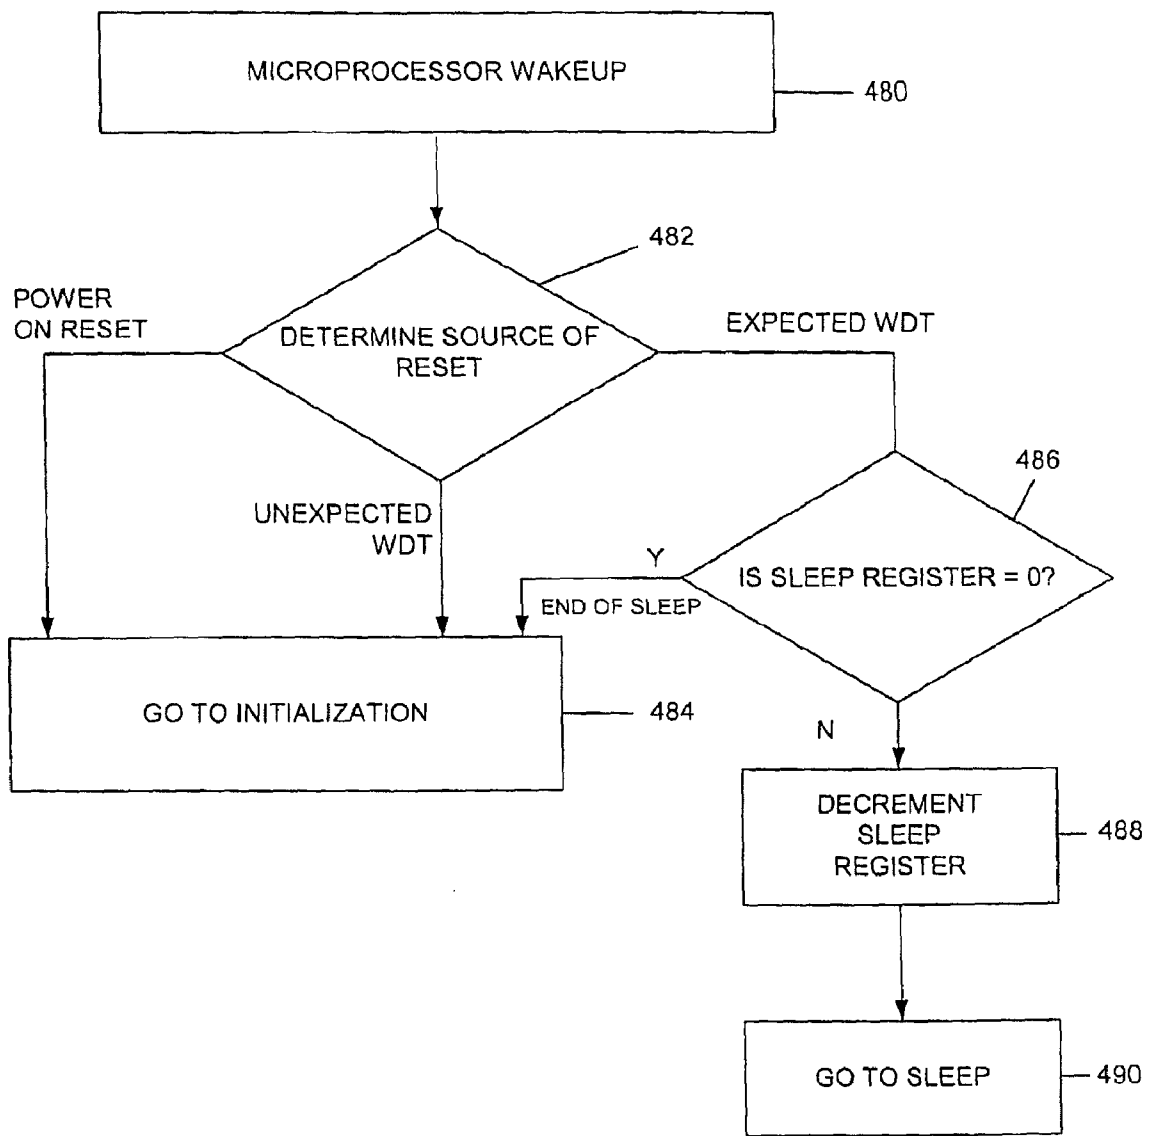 MICROPROCESSOR WAKEUP
480
482
POWER
ON RESET
DETERMINE SOURCE OF
RESET
EXPECTED WDT
486
UNEXPECTED
WDT
Y
IS SLEEP REGISTER = 0?
END OF SLEEP
GO TO INITIALIZATION
484
N
DECREMENT
SLEEP
REGISTER
488
GO TO SLEEP
490